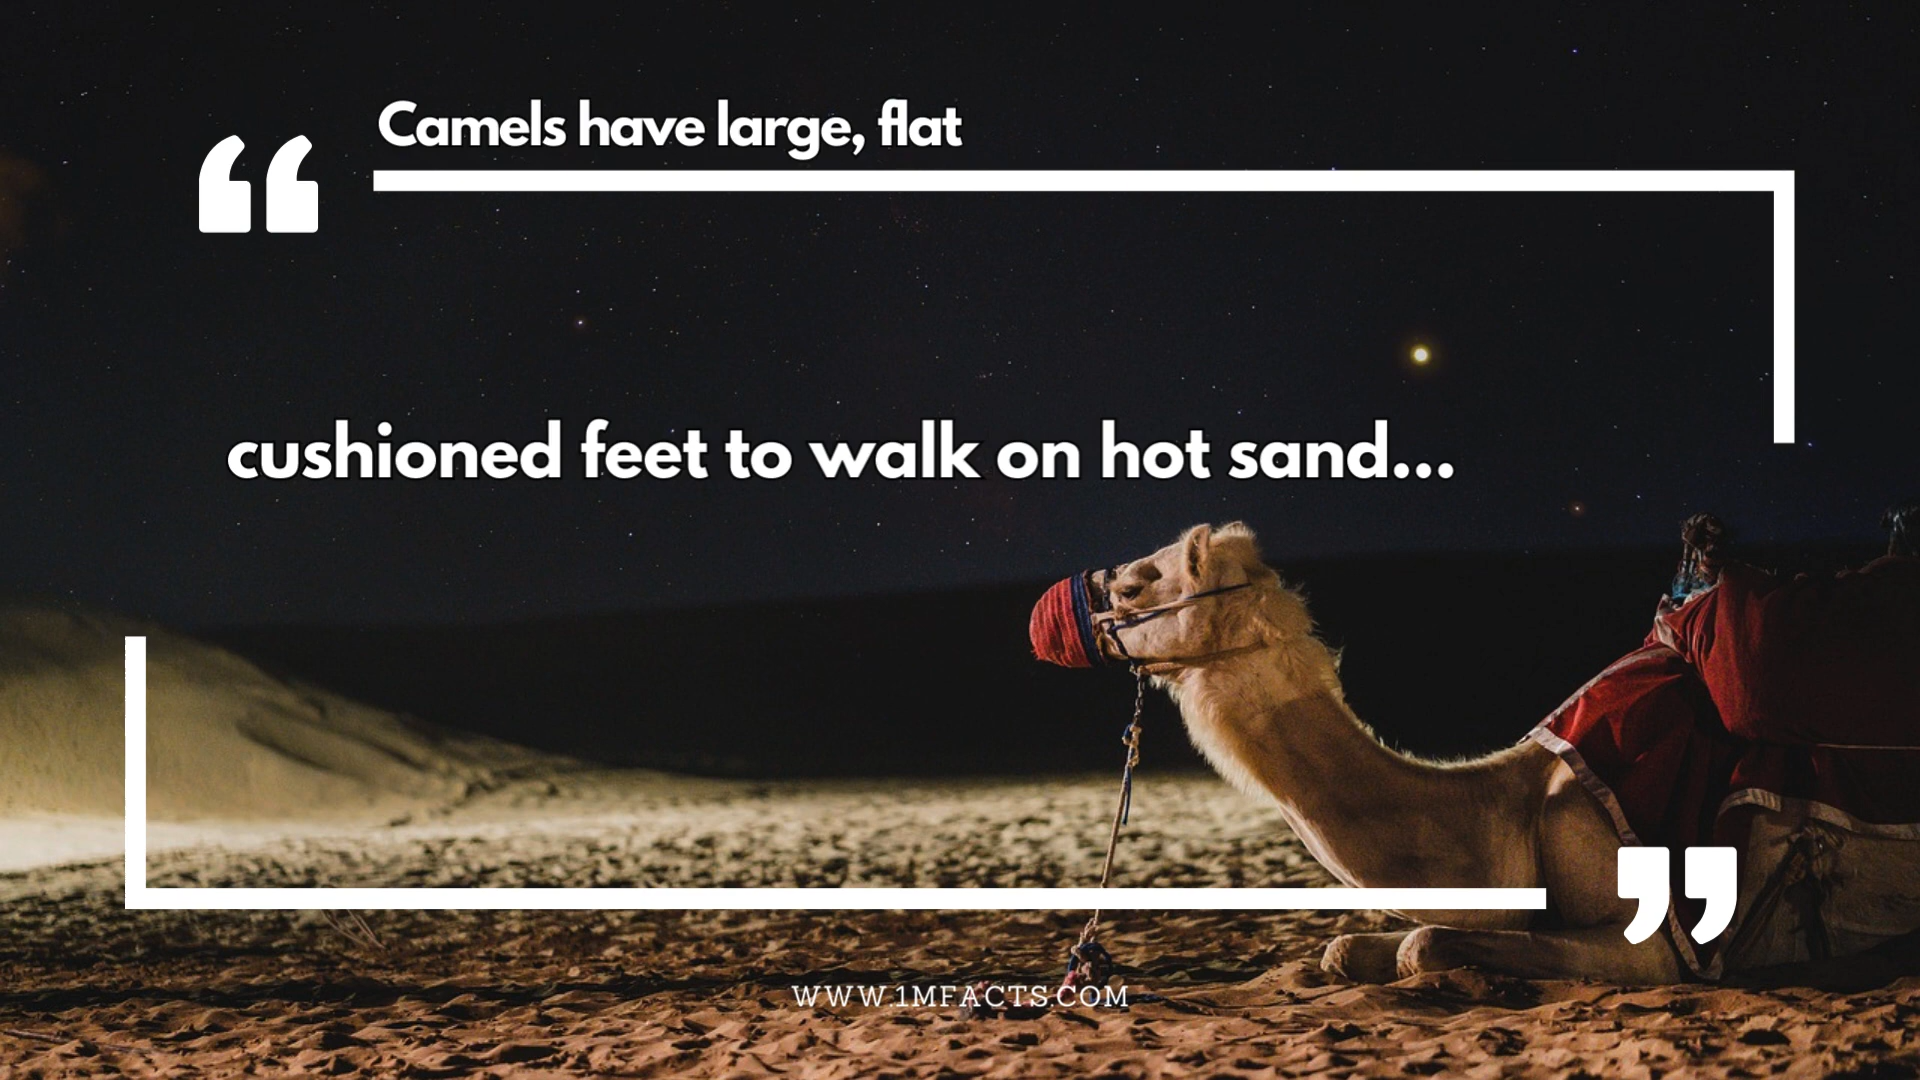 “
Camels have large, flat
cushioned feet to walk on hot sand...
”
WWW.1MFACTS.COM